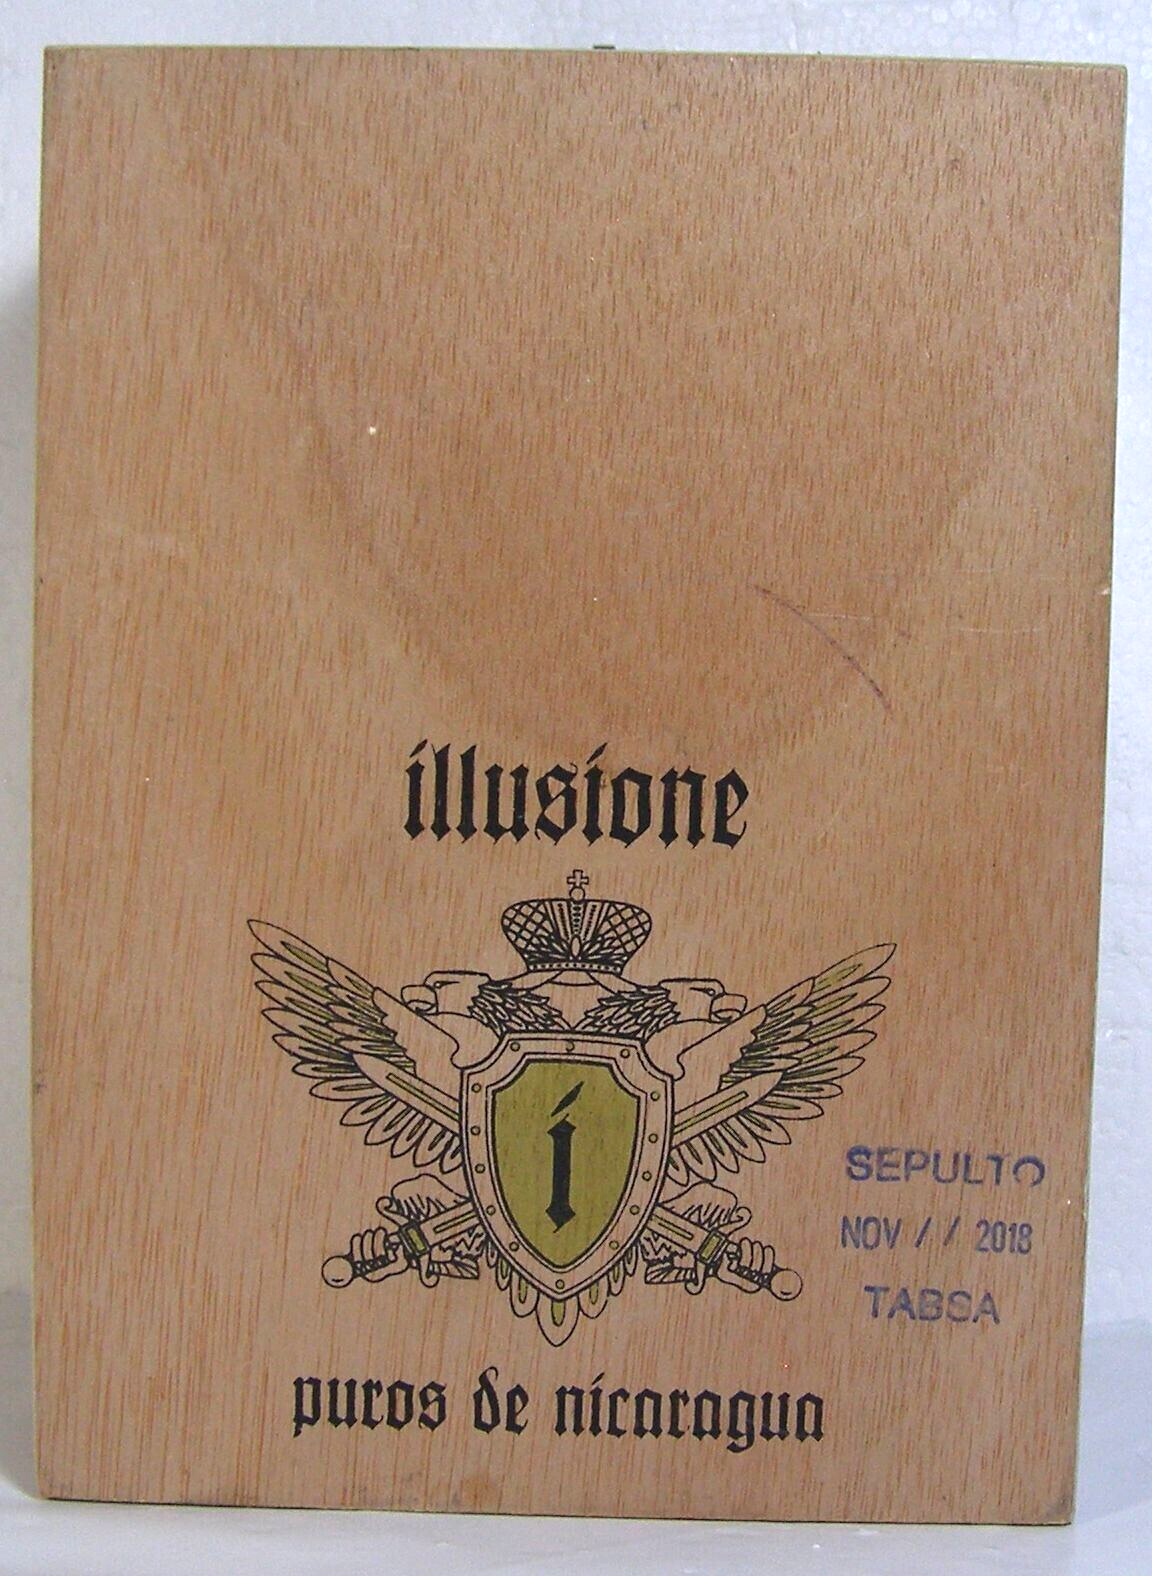 illusione
í
SEPULTO
NOV / / 2018
TABSA
puros de nicaragua